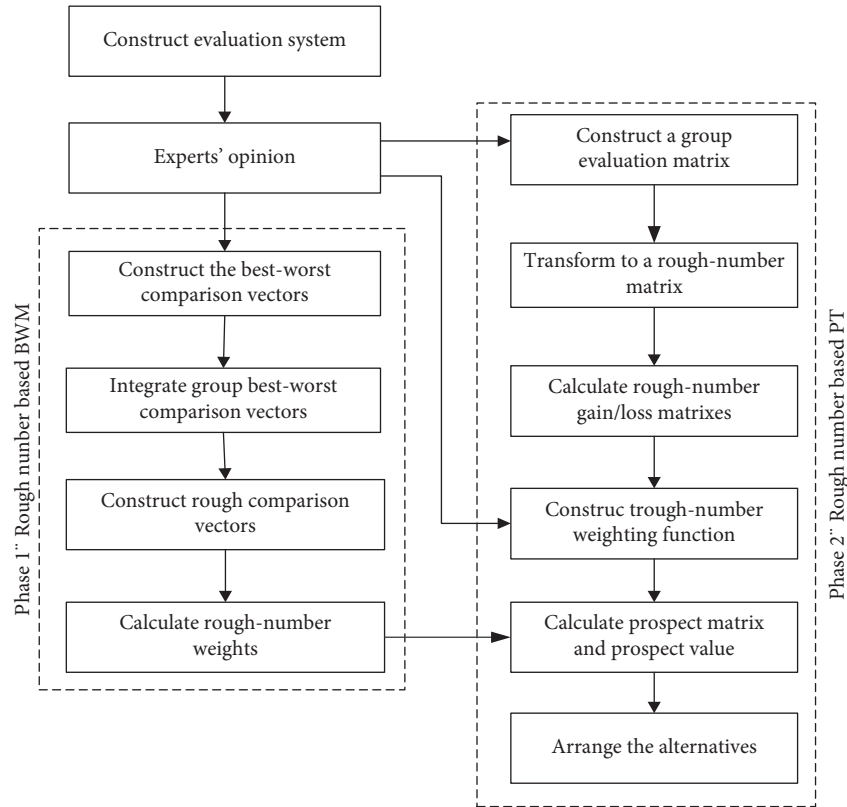 Construct evaluation system
Experts’ opinion
Phase 1¨ Rough nunber based BWM
Construct the best-worst
comparison vectors
Integrate group best-worst
comparison vectors
Construct rough comparison
vectors
Calculate rough-number
weights
Construct a group
evaluation matrix
Transform to a rough-number
matrix
Calculate rough-number
gain/loss matrixes
Construc trough-number
weighting function
Calculate prospect matrix
and prospect value
Arrange the alternatives
Phase 2¨ Rough number based PT